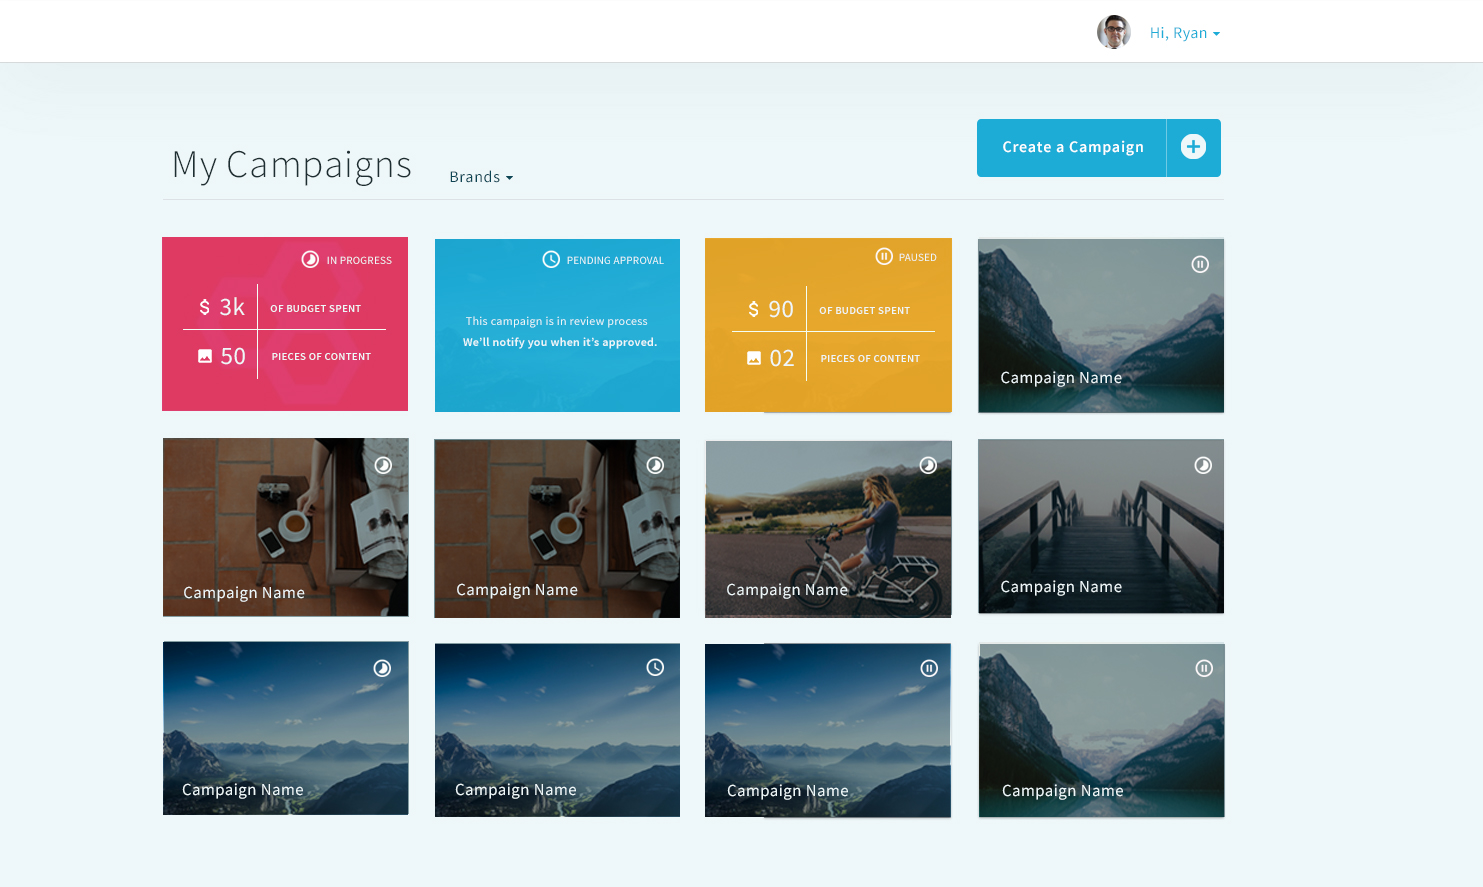 Hi, Ryan
My Campaigns
Brands
Create a Campaign
IN PROGRESS
$ 3k OF BUDGET SPENT
50 PIECES OF CONTENT
PENDING APPROVAL
This campaign is in review process
We'll notify you when it's approved.
PAUSED
$ 90 OF BUDGET SPENT
02 PIECES OF CONTENT
Campaign Name
Campaign Name
Campaign Name
Campaign Name
Campaign Name
Campaign Name
Campaign Name
Campaign Name
Campaign Name